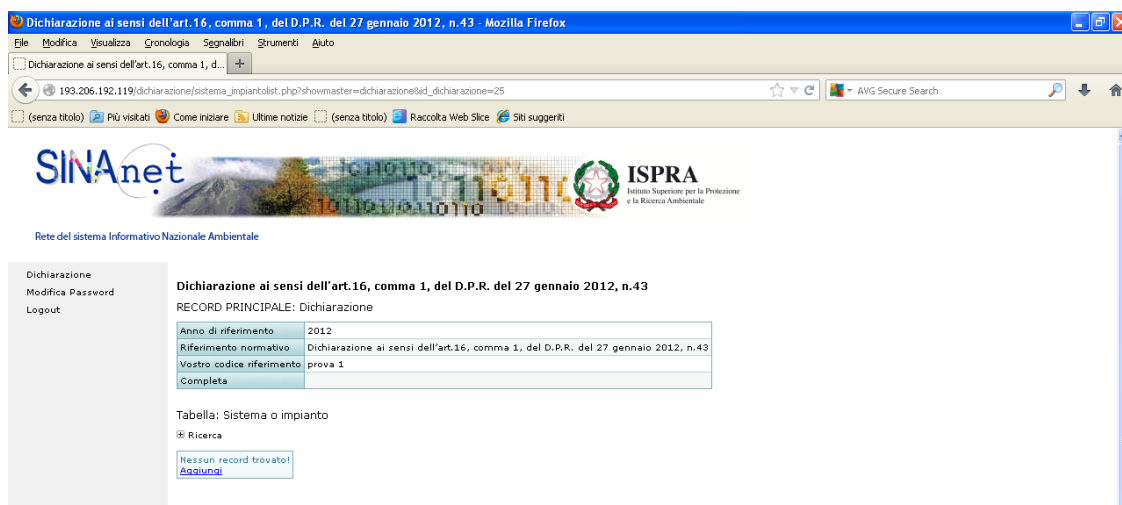 Dichiarazione ai sensi dell'art.16, comma 1, del D.P.R. del 27 gennaio 2012, n.43 - Mozilla Firefox
File Modifica Visualizza Cronologia Segnalibri Strumenti Aiuto
Dichiarazione ai sensi dell'art.16, comma 1, d... +
193.206.192.119/dichiarazione/sistema_impiantolist.php?showmaster=dichiarazione&id_dichiarazione=25
AVG Secure Search
(senza titolo) Più visitati Come iniziare Ultime notizie (senza titolo) Raccolta Web Slice Siti suggeriti
SINAnet
ISPRA
Istituto Superiore per la Protezione
e la Ricerca Ambientale
Rete del sistema Informativo Nazionale Ambientale
Dichiarazione
Modifica Password
Logout
Dichiarazione ai sensi dell'art.16, comma 1, del D.P.R. del 27 gennaio 2012, n.43
RECORD PRINCIPALE: Dichiarazione
Anno di riferimento 2012
Riferimento normativo Dichiarazione ai sensi dell'art.16, comma 1, del D.P.R. del 27 gennaio 2012, n.43
Vostro codice riferimento prova 1
Completa
Tabella: Sistema o impianto
Ricerca
Nessun record trovato!
Aggiungi